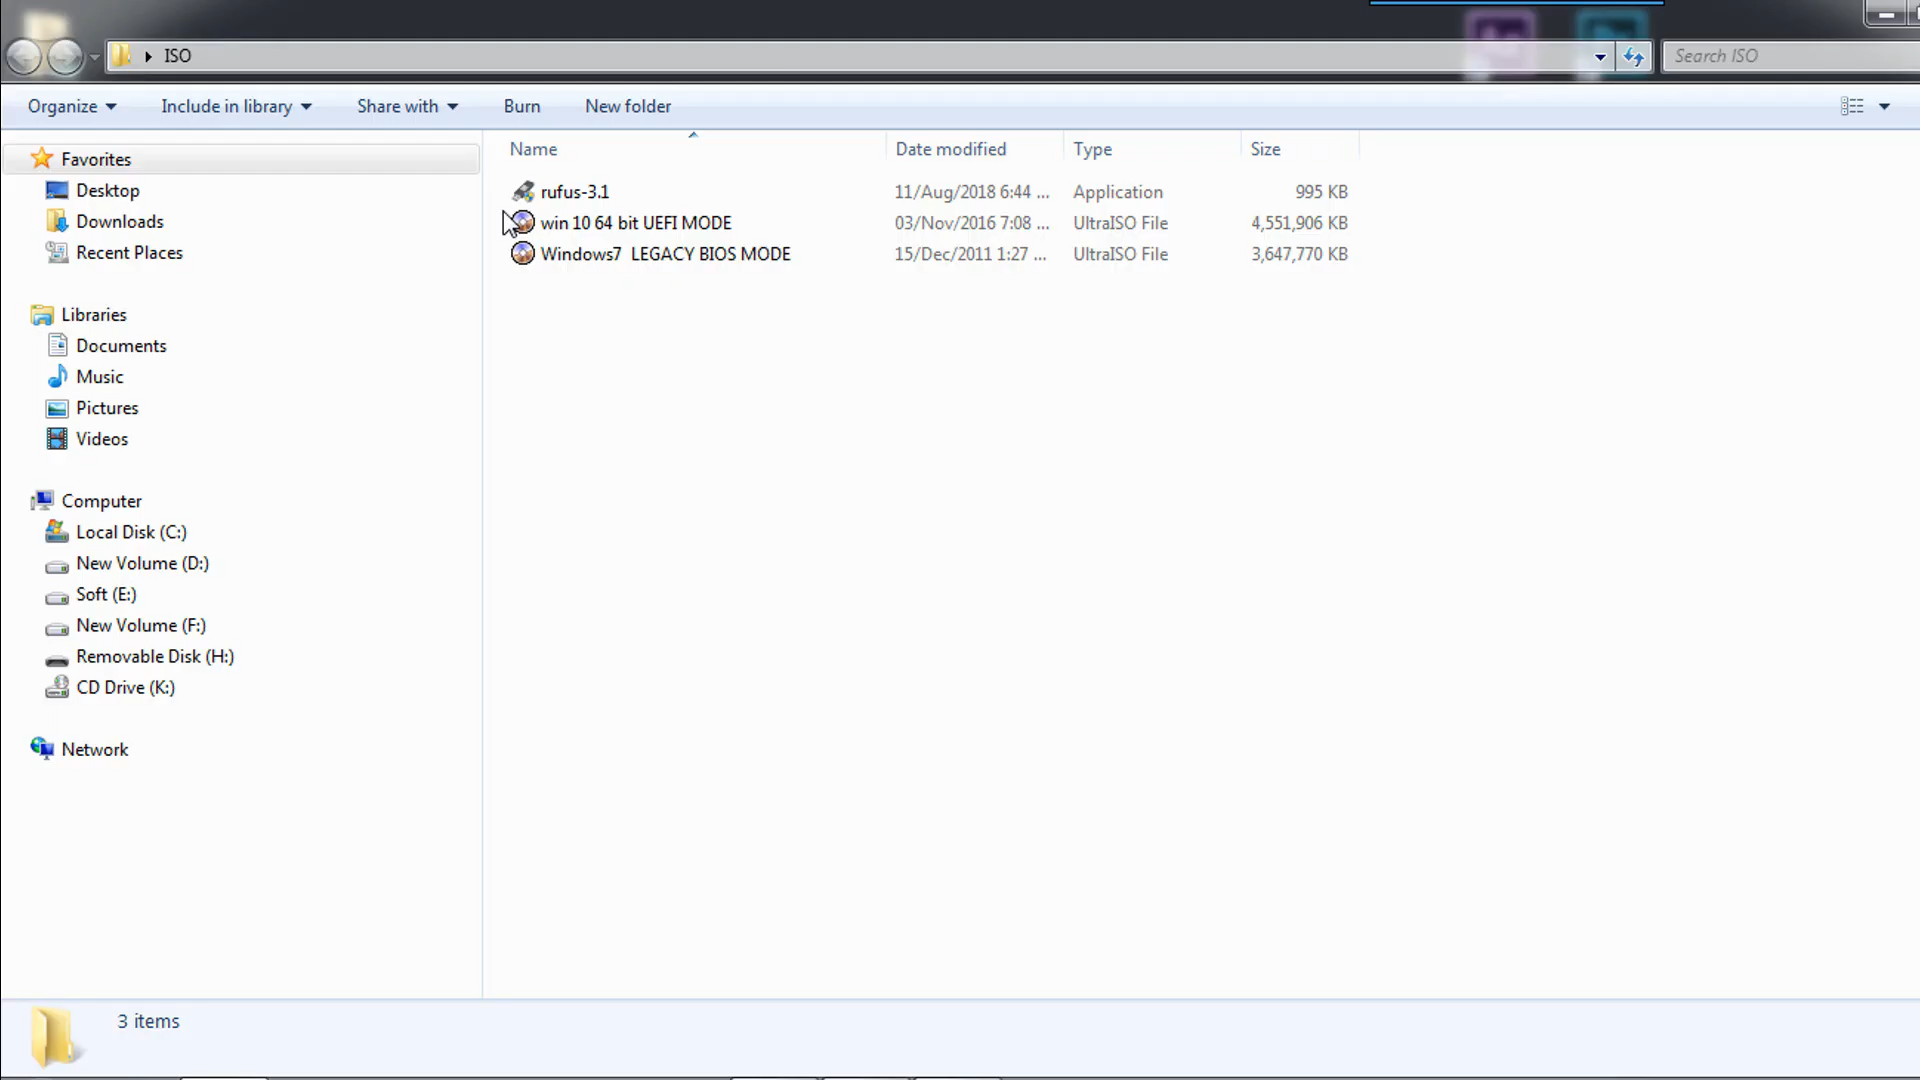 ISO
Search ISO
Organize
Include in library
Share with
Burn
New folder
Favorites
Desktop
Downloads
Recent Places
Libraries
Documents
Music
Pictures
Videos
Computer
Local Disk (C:)
New Volume (D:)
Soft (E:)
New Volume (F:)
Removable Disk (H:)
CD Drive (K:)
Network
Name Date modified Type Size
rufus-3.1 11/Aug/2018 6:44 ... Application 995 KB
win 10 64 bit UEFI MODE 03/Nov/2016 7:08 ... UltraISO File 4,551,906 KB
Windows7  LEGACY BIOS MODE 15/Dec/2011 1:27 ... UltraISO File 3,647,770 KB
3 items